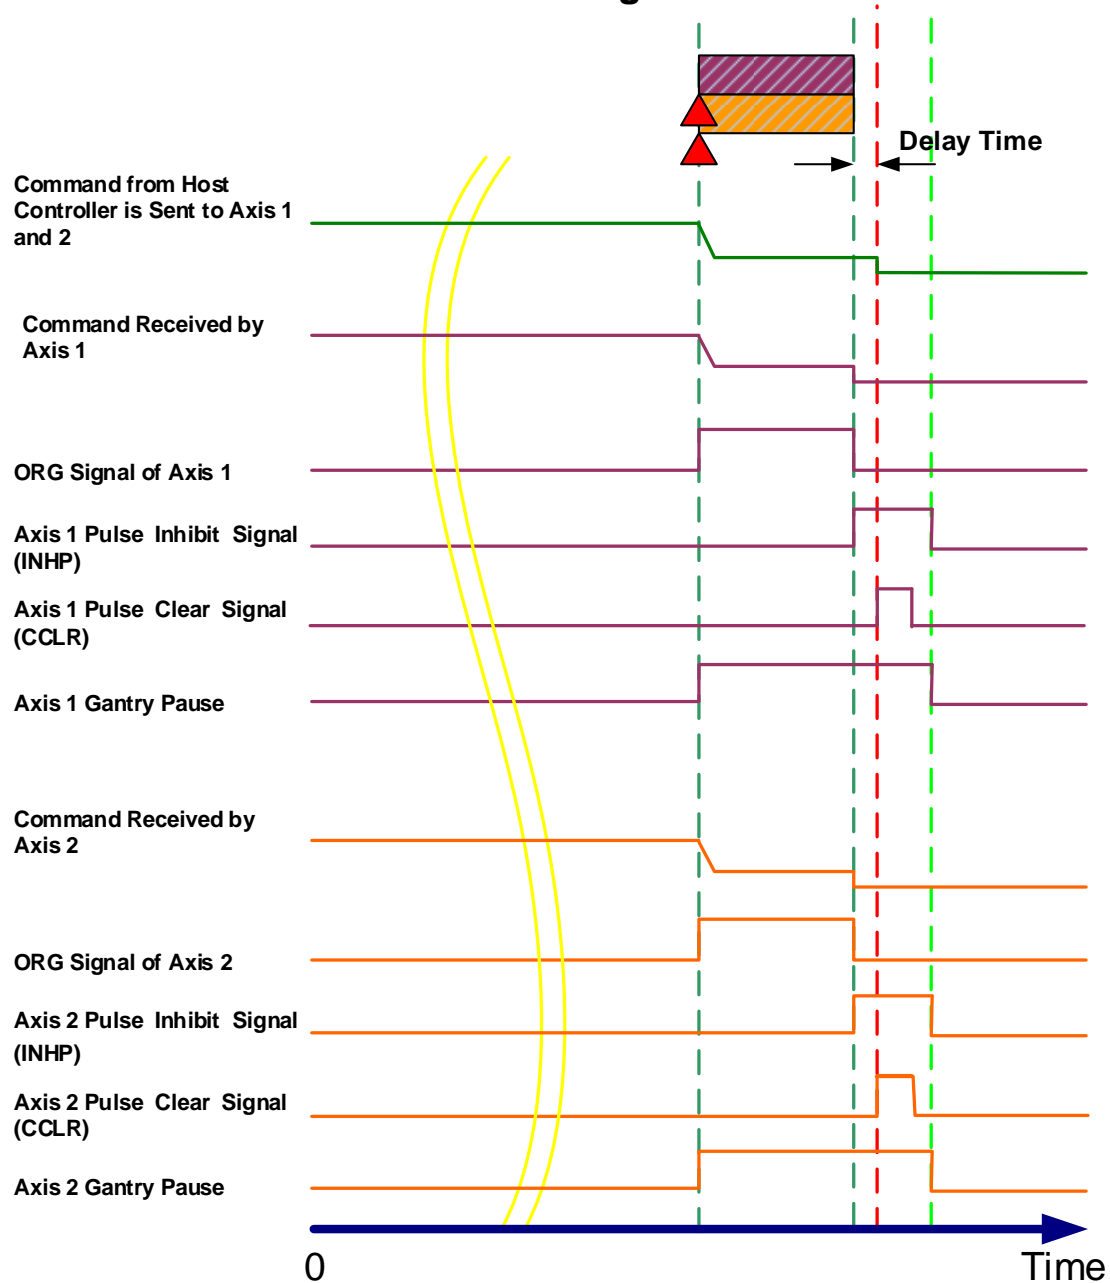 Delay Time
Command from Host
Controller is Sent to Axis 1
and 2
Command Received by
Axis 1
ORG Signal of Axis 1
Axis 1 Pulse Inhibit Signal
(INHP)
Axis 1 Pulse Clear Signal
(CCLR)
Axis 1 Gantry Pause
Command Received by
Axis 2
ORG Signal of Axis 2
Axis 2 Pulse Inhibit Signal
(INHP)
Axis 2 Pulse Clear Signal
(CCLR)
Axis 2 Gantry Pause
0
Time